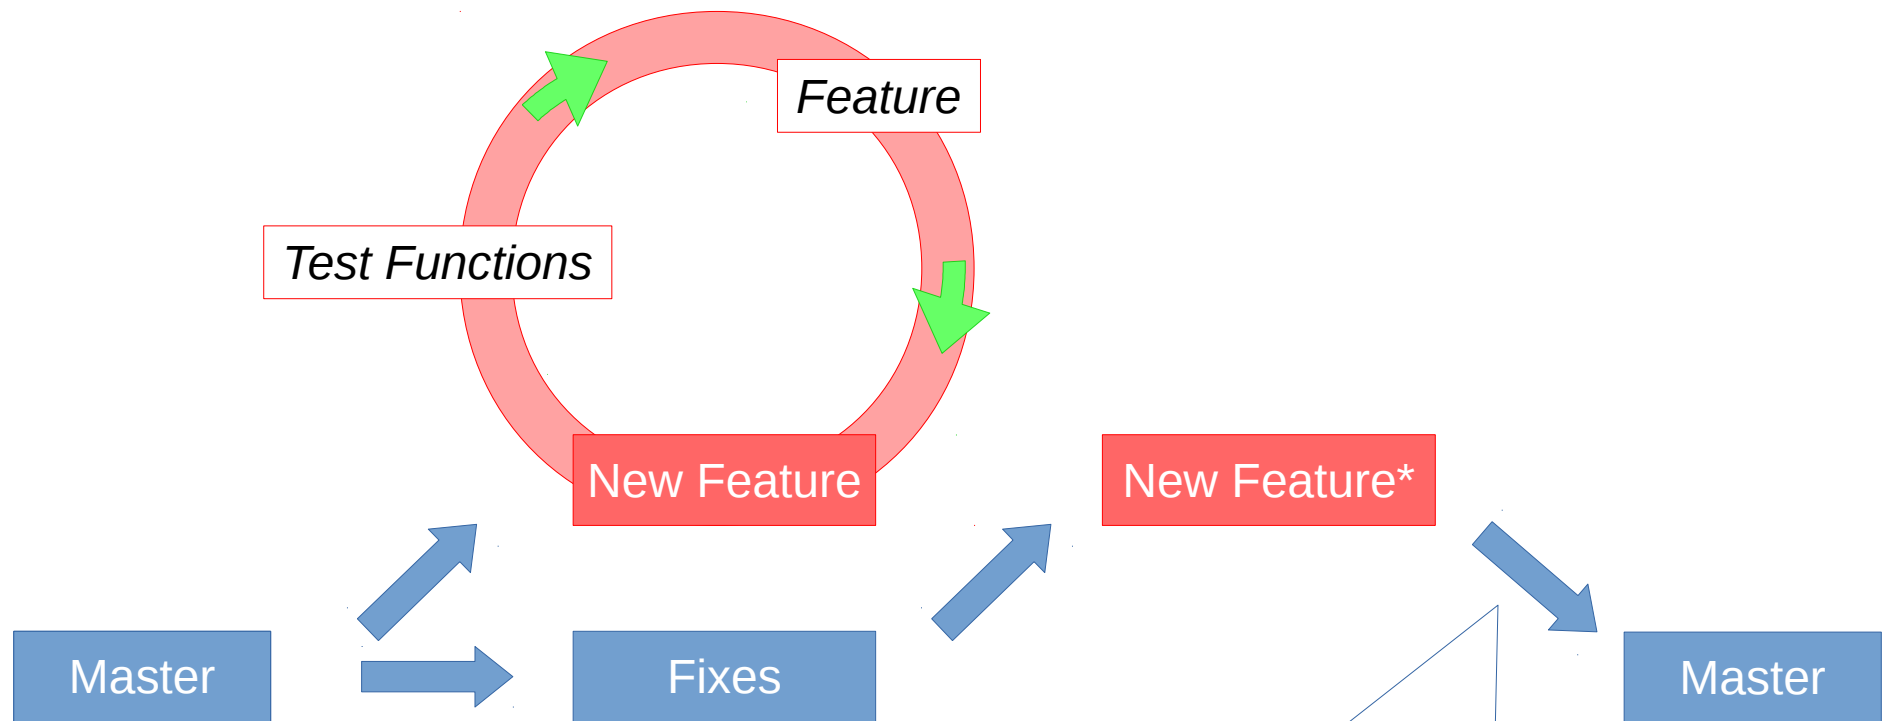 Feature
Test Functions
New Feature
New Feature*
Master
Fixes
Master